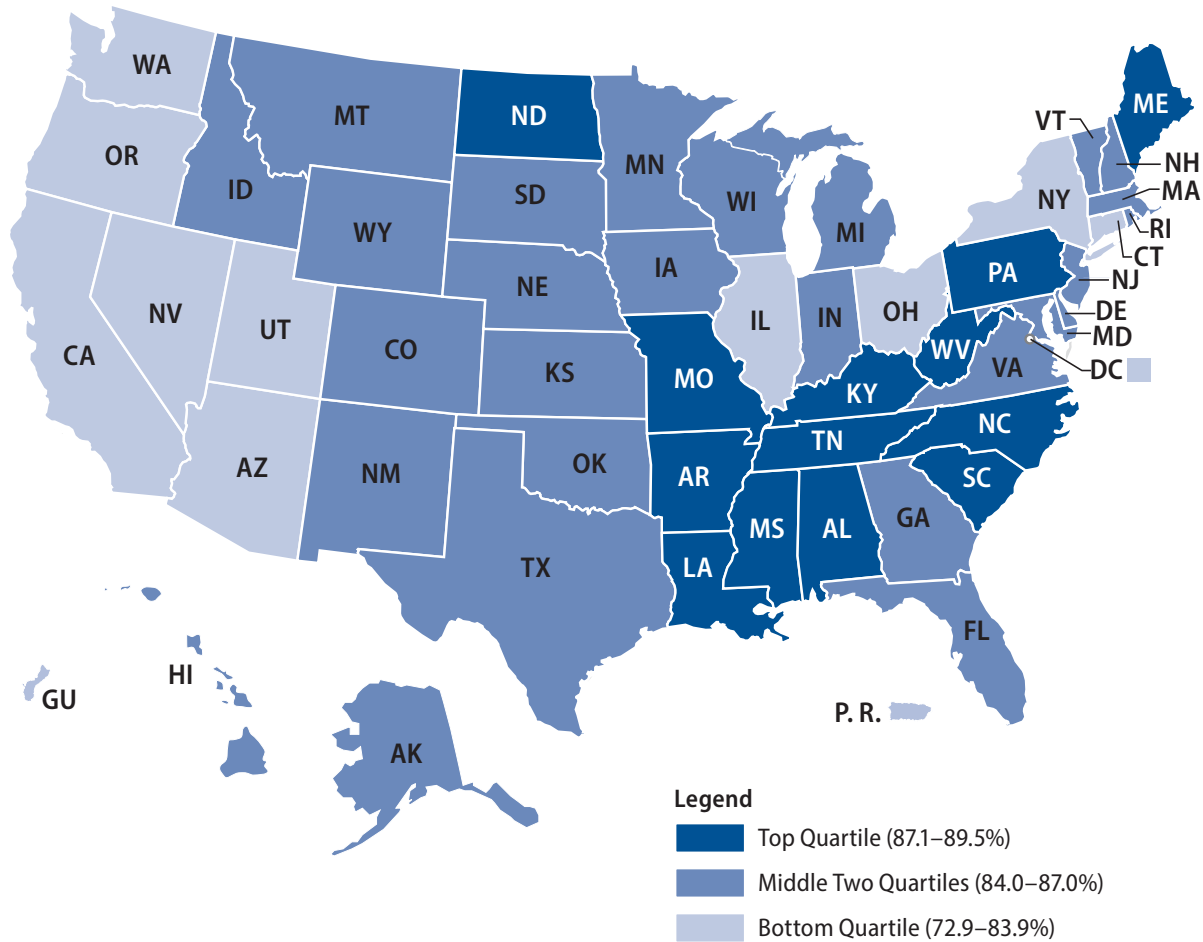 WA
MT
ND
ME
VT
OR
MN
NH
ID
SD
WI
NY
MA
WY
MI
RI
CT
IA
PA
NJ
NE
NV
UT
IL
IN
OH
DE
MD
CO
WV
CA
KS
MO
VA
DC
KY
NC
TN
AZ
NM
OK
AR
SC
MS
AL
GA
TX
LA
FL
HI
GU
P. R.
AK
Legend
Top Quartile (87.1–89.5%)
Middle Two Quartiles (84.0–87.0%)
Bottom Quartile (72.9–83.9%)